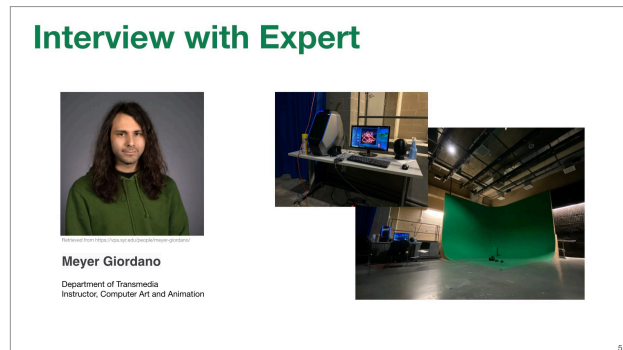 Interview with Expert
Retrieved from https://vpa.syr.edu/people/meyer-giordano/
Meyer Giordano
Department of Transmedia
Instructor, Computer Art and Animation
5